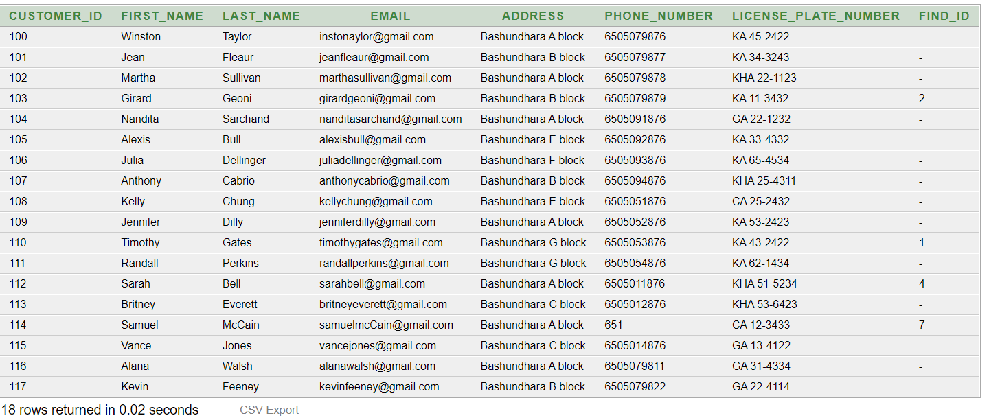 CUSTOMER_ID FIRST_NAME LAST_NAME EMAIL ADDRESS PHONE_NUMBER LICENSE_PLATE_NUMBER FIND_ID
100 Winston Taylor instonaylor@gmail.com Bashundhara A block 6505079876 KA 45-2422 -
101 Jean Fleaur jeanfleaur@gmail.com Bashundhara B block 6505079877 KA 34-3243 -
102 Martha Sullivan marthasullivan@gmail.com Bashundhara A block 6505079878 KHA 22-1123 -
103 Girard Geoni girardgeoni@gmail.com Bashundhara B block 6505079879 KA 11-3432 2
104 Nandita Sarchand nanditasarchand@gmail.com Bashundhara A block 6505091876 GA 22-1232 -
105 Alexis Bull alexisbull@gmail.com Bashundhara E block 6505092876 KA 33-4332 -
106 Julia Dellinger juliadellinger@gmail.com Bashundhara F block 6505093876 KA 65-4534 -
107 Anthony Cabrio anthonycabrio@gmail.com Bashundhara B block 6505094876 KHA 25-4311 -
108 Kelly Chung kellychung@gmail.com Bashundhara E block 6505051876 CA 25-2432 -
109 Jennifer Dilly jenniferdilly@gmail.com Bashundhara A block 6505052876 KA 53-2423 -
110 Timothy Gates timothygates@gmail.com Bashundhara G block 6505053876 KA 43-2422 1
111 Randall Perkins randallperkins@gmail.com Bashundhara G block 6505054876 KA 62-1434 -
112 Sarah Bell sarahbell@gmail.com Bashundhara A block 6505011876 KHA 51-5234 4
113 Britney Everett britneyeverett@gmail.com Bashundhara C block 6505012876 KHA 53-6423 -
114 Samuel McCain samuelmcCain@gmail.com Bashundhara A block 651 CA 12-3433 7
115 Vance Jones vancejones@gmail.com Bashundhara C block 6505014876 GA 13-4122 -
116 Alana Walsh alanawalsh@gmail.com Bashundhara A block 6505079811 GA 31-4334 -
117 Kevin Feeney kevinfeeney@gmail.com Bashundhara B block 6505079822 GA 22-4114 -
18 rows returned in 0.02 seconds CSV Export